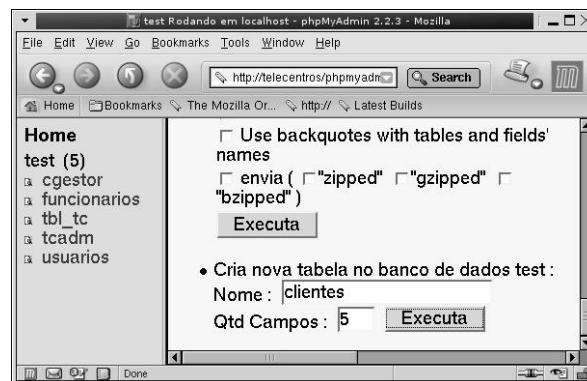 test Rodando em localhost - phpMyAdmin 2.2.3 - Mozilla
File Edit View Go Bookmarks Tools Window Help
http://telecentros/phpmyadm Search
Home Bookmarks The Mozilla Or... http:// Latest Builds
Home
test (5)
cgestor
funcionarios
tbl_tc
tcadm
usuarios
Use backquotes with tables and fields'
names
envia ( "zipped" "gzipped"
"bzipped" )
Executa
Cria nova tabela no banco de dados test :
Nome : clientes
Qtd Campos : 5 Executa
Done